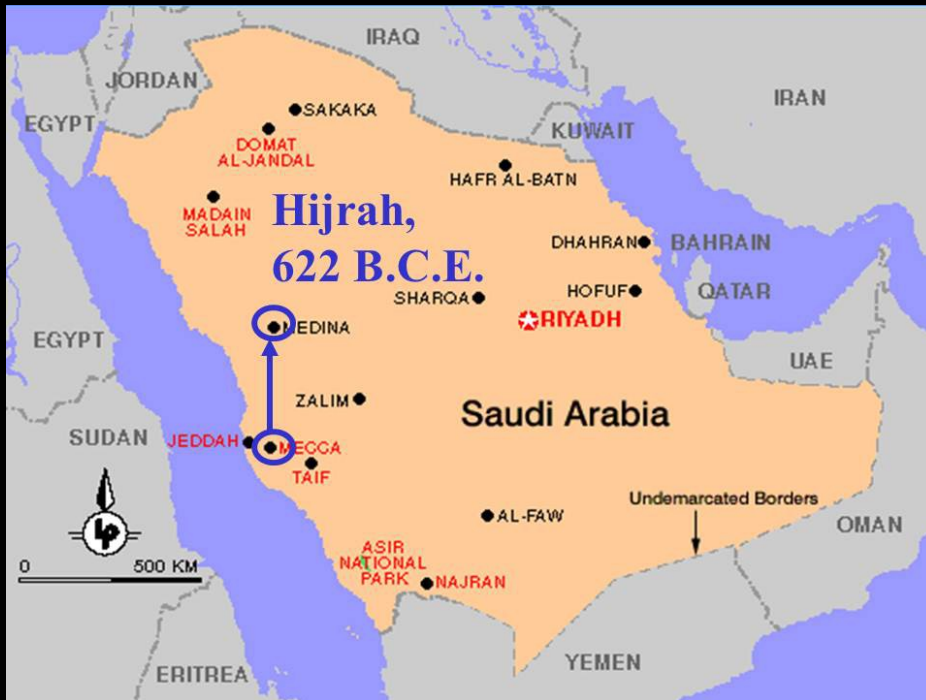 IRAQ
JORDAN
IRAN
SAKAKA
EGYPT
KUWAIT
DOMAT
AL-JANDAL
HAFR AL-BATN
MADAIN
SALAH
Hijrah,
622 B.C.E.
DHAHRAN
BAHRAIN
SHARQA
HOFUF
QATAR
MEDINA
RIYADH
EGYPT
UAE
ZALIM
Saudi Arabia
SUDAN
JEDDAH
MECCA
TAIF
Undemarcated Borders
AL-FAW
OMAN
lp
0 500 KM
ASIR
NATIONAL
PARK
NAJRAN
YEMEN
ERITREA